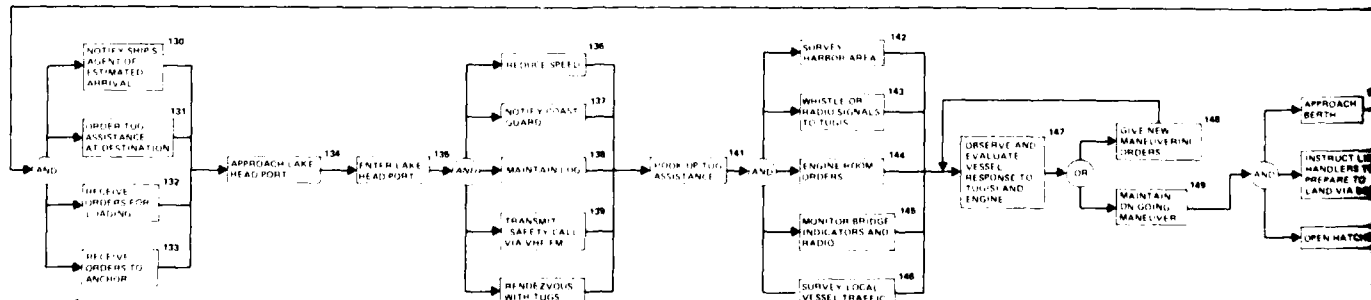 130
NOTIFY SHIPS
AGENT OF
ESTIMATED
ARRIVAL
131
ORDER TUG
ASSISTANCE
AT DESTINATION
AND
132
RECEIVE
ORDERS FOR
LOADING
133
RECEIVE
ORDERS TO
ANCHOR
134
APPROACH LAKE
HEAD PORT
135
ENTER LAKE
HEAD PORT
AND
136
REDUCE SPEED
137
NOTIFY COAST
GUARD
138
MAINTAIN LOG
139
TRANSMIT
SAFETY CALL
VIA VHF FM
RENDEZVOUS
WITH TUGS
141
HOOK UP TUG
ASSISTANCE
AND
142
SURVEY
HARBOR AREA
143
WHISTLE OR
RADIO SIGNALS
TO TUG(S)
144
ENGINE ROOM
ORDERS
145
MONITOR BRIDGE
INDICATORS AND
RADIO
146
SURVEY LOCAL
VESSEL TRAFFIC
147
OBSERVE AND
EVALUATE
VESSEL
RESPONSE TO
TUG(S) AND
ENGINE
OR
148
GIVE NEW
MANEUVERING
ORDERS
149
MAINTAIN
ON GOING
MANEUVER
AND
APPROACH
BERTH
INSTRUCT
HANDLERS
PREPARE TO
LAND VIA
OPEN HATCH